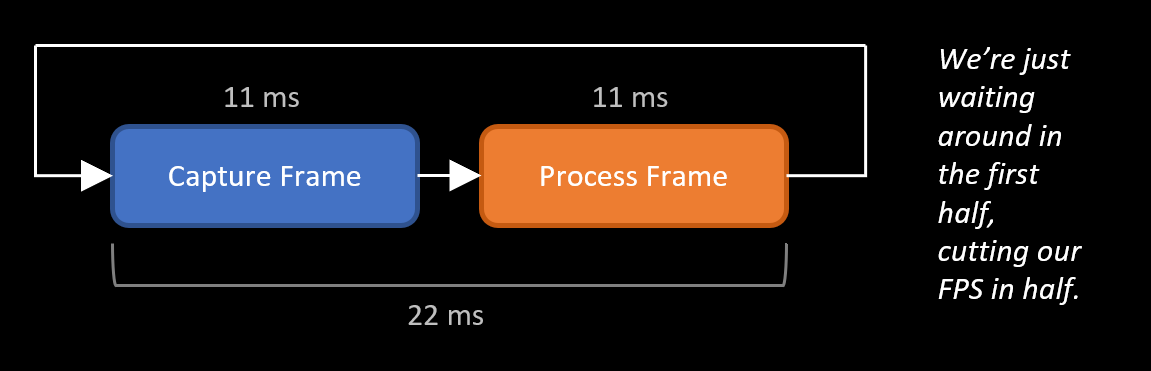 11 ms
11 ms
Capture Frame
Process Frame
22 ms
We’re just
waiting
around in
the first
half,
cutting our
FPS in half.